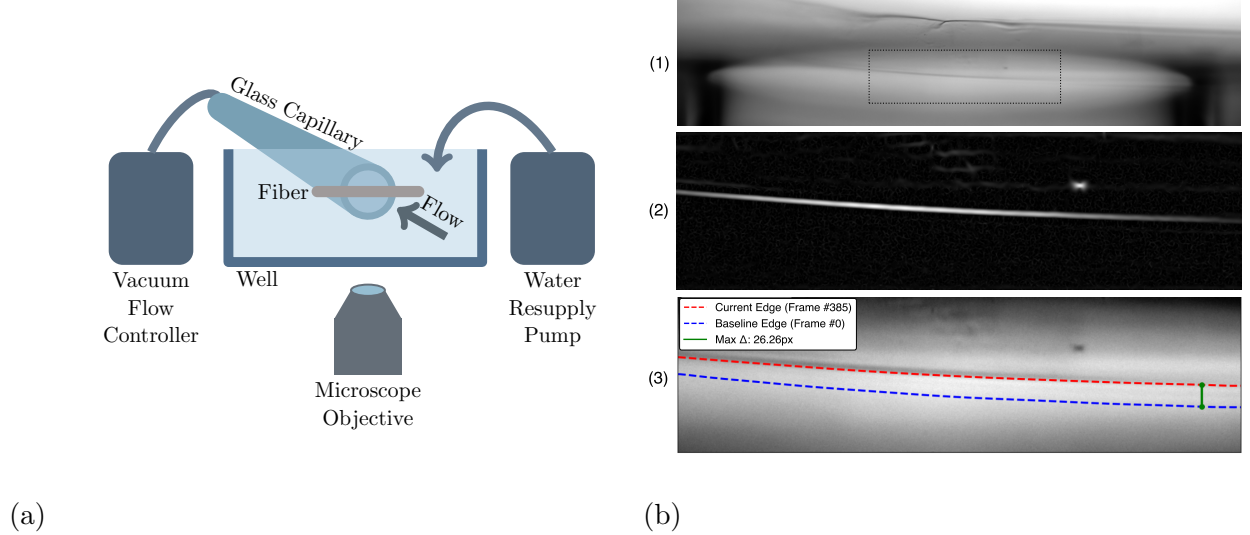 Glass Capillary
Fiber
Flow
Vacuum
Flow
Controller
Well
Water
Resupply
Pump
Microscope
Objective
(a)
(1)
(2)
(3)
Current Edge (Frame #385)
Baseline Edge (Frame #0)
Max Δ: 26.26px
(b)